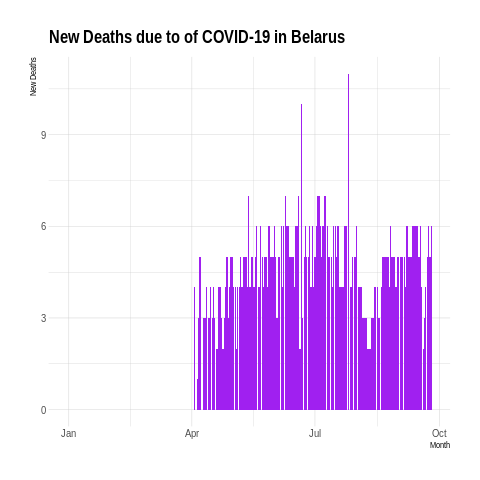 New Deaths due to of COVID-19 in Belarus
New Deaths
9
6
3
0
Jan Apr Jul Oct
Month